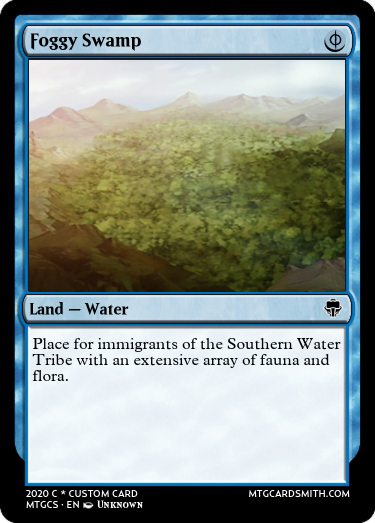 Foggy Swamp
Land — Water
Place for immigrants of the Southern Water
Tribe with an extensive array of fauna and
flora.
2020 C * CUSTOM CARD
MTGCARDSMITH.COM
MTGCS · EN Unknown